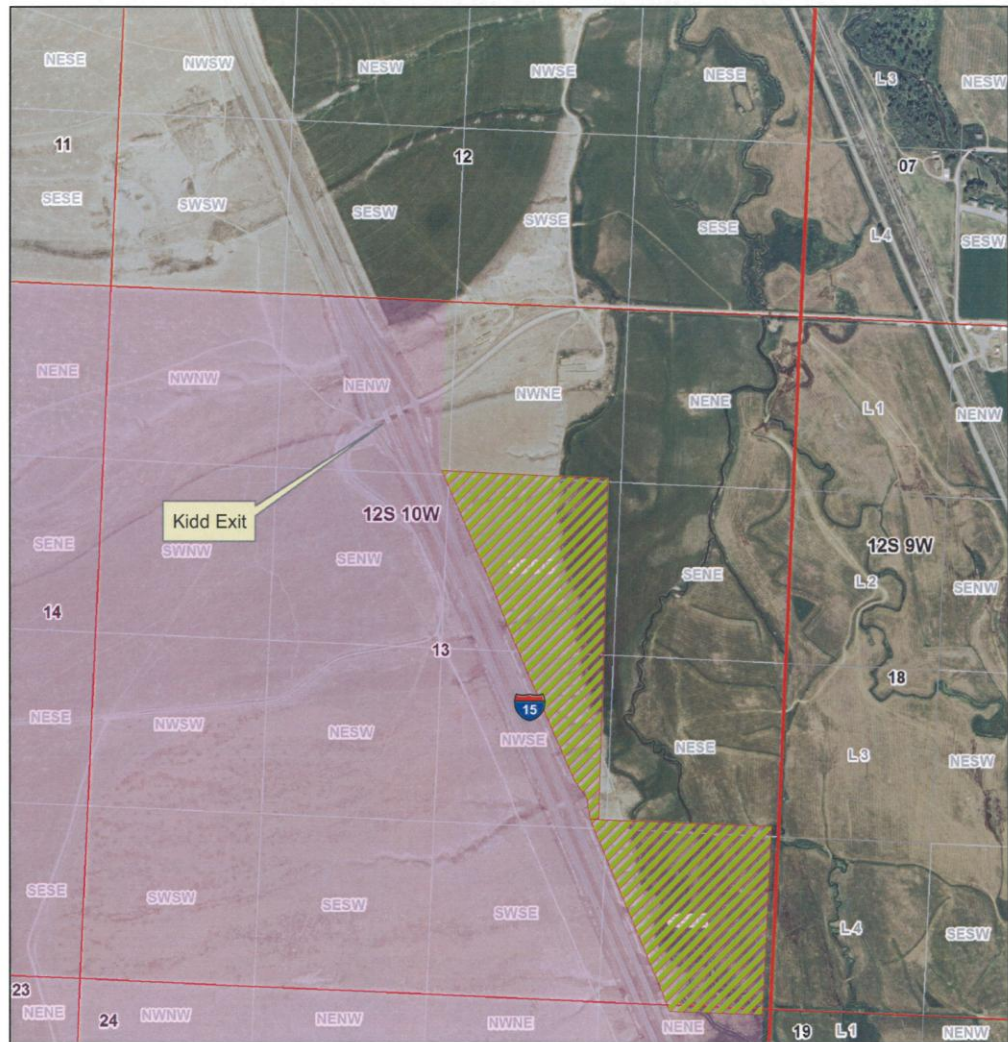 NESE NWSW NESW NWSE NESE L 3 NESW
11 12 07
SESE SWSW SESW SWSE SESE L 4 SESW
NENE NWNW NENW NWNE NENE L 1 NENW
Kidd Exit
12S 10W 12S 9W
SENE SWNW SENW SENE L 2 SENW
14 13 18
15
NESE NWSW NESW NWSE NESE L 3 NESW
SESE SWSW SESW SWSE L 4 SESW
23 24 19
NENE NWNW NENW NWNE NENE L 1 NENW